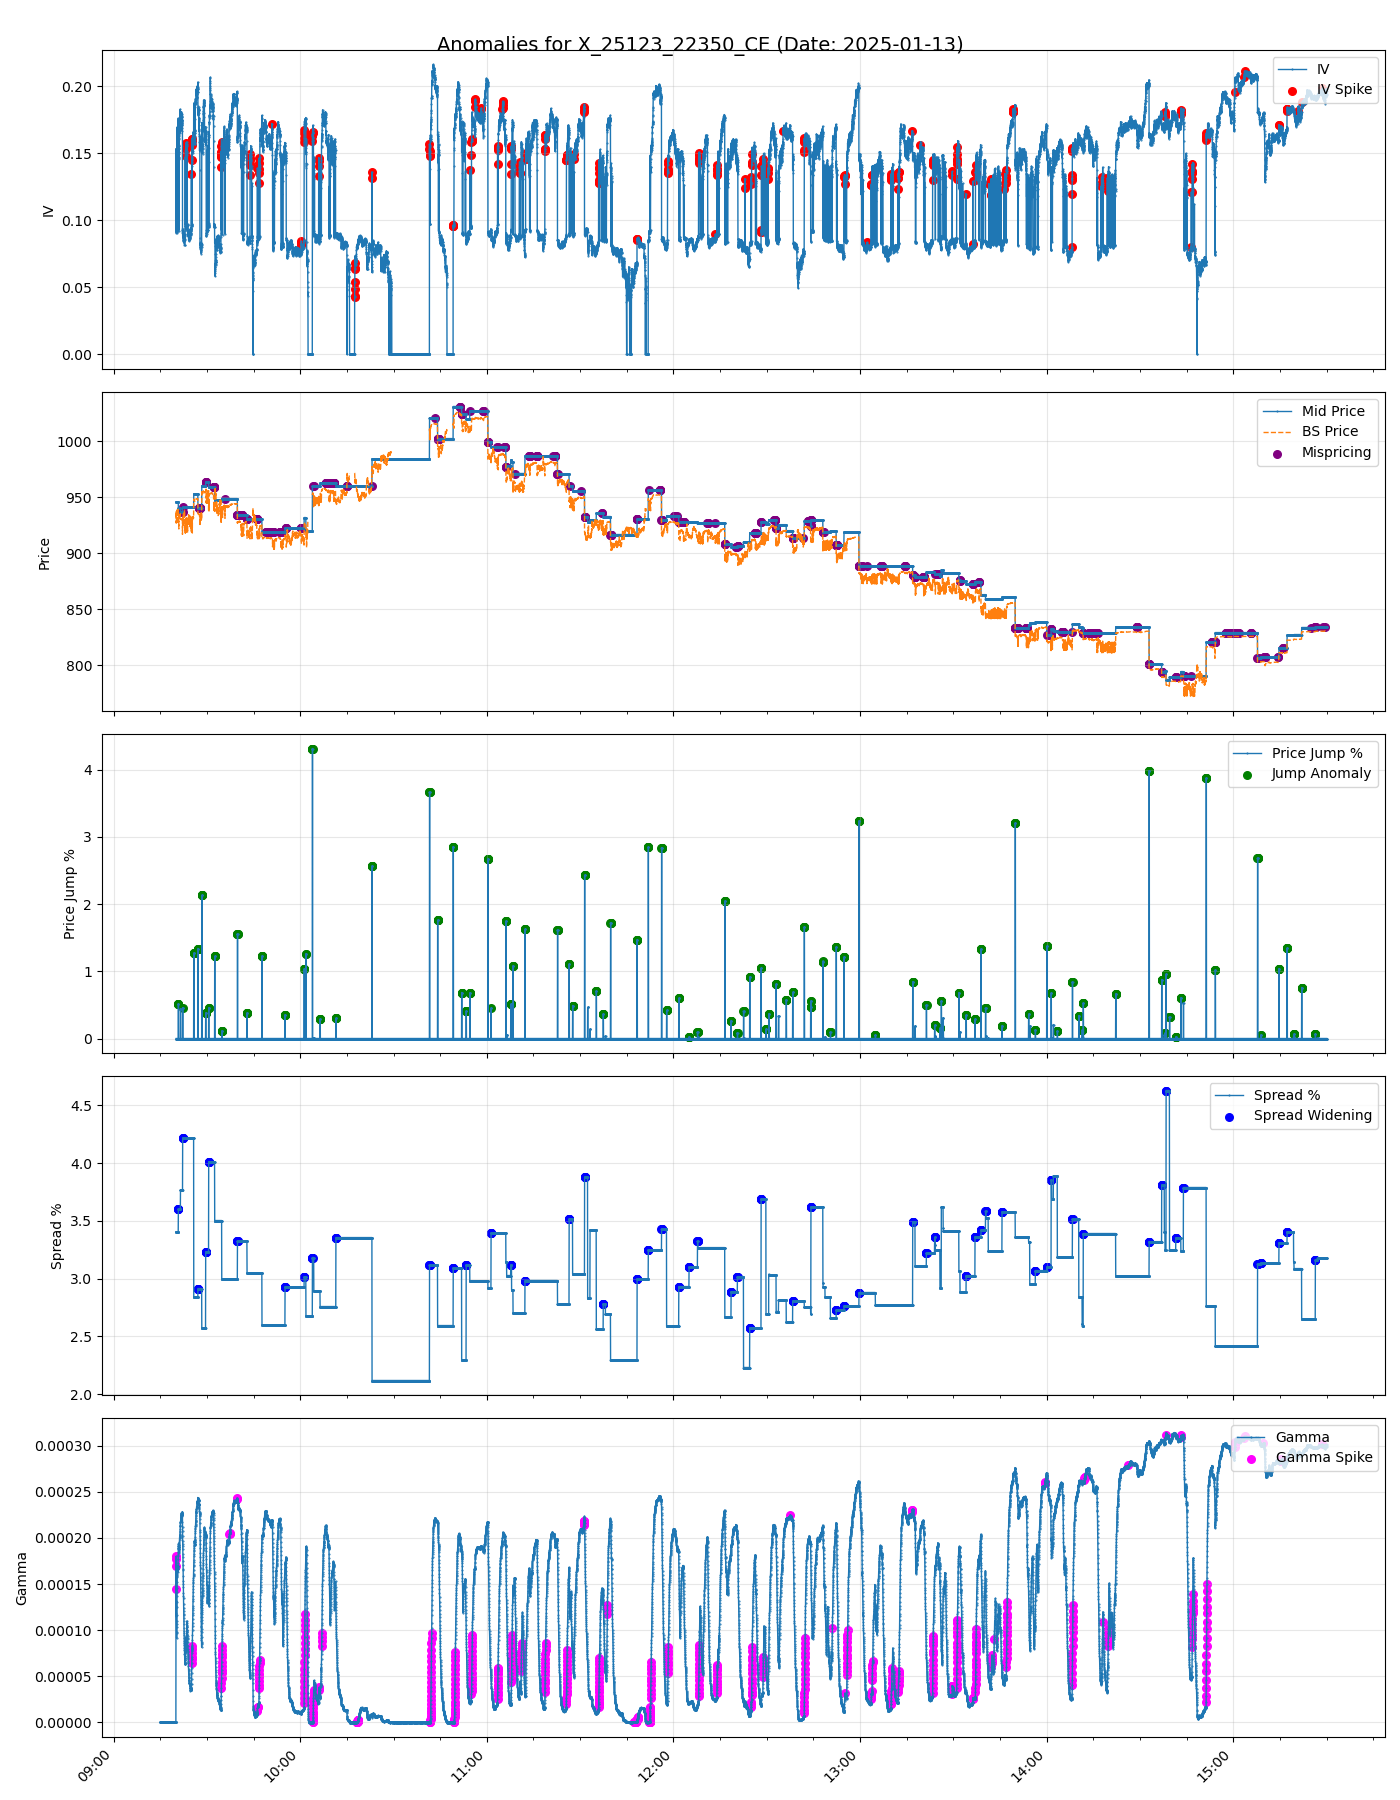 Anomalies for X_25123_22350_CE (Date: 2025-01-13)
IV
IV Spike
0.20
0.15
0.10
0.05
0.00
IV
Mid Price
BS Price
Mispricing
1000
950
900
850
800
Price
Price Jump %
Jump Anomaly
4
3
2
1
0
Price Jump %
Spread %
Spread Widening
4.5
4.0
3.5
3.0
2.5
2.0
Spread %
Gamma
Gamma Spike
0.00030
0.00025
0.00020
0.00015
0.00010
0.00005
0.00000
Gamma
09:00
10:00
11:00
12:00
13:00
14:00
15:00